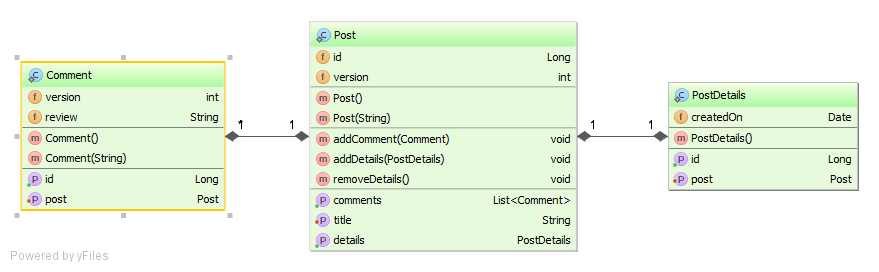 Comment
version int
review String
Comment()
Comment(String)
id Long
post Post
*
1
1
Post
id Long
version int
Post()
Post(String)
addComment(Comment) void
addDetails(PostDetails) void
removeDetails() void
comments List<Comment>
title String
details PostDetails
1
1
PostDetails
createdOn Date
PostDetails()
id Long
post Post
Powered by yFiles